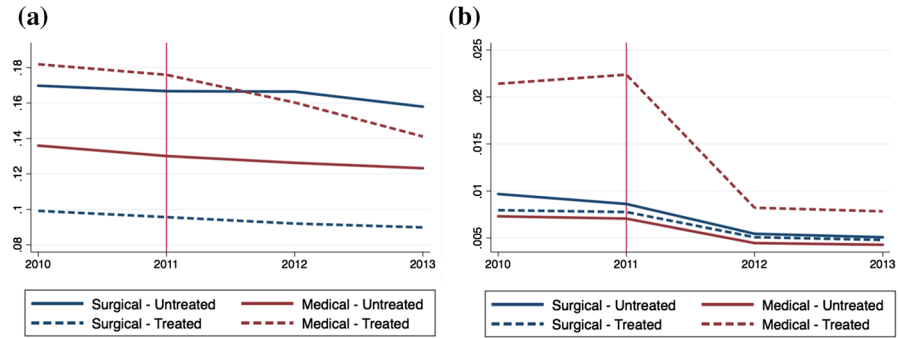 (a)
.18
.16
.14
.12
.1
.08
2010 2011 2012 2013
Surgical - Untreated Medical - Untreated
Surgical - Treated Medical - Treated
(b)
.025
.02
.015
.01
.005
2010 2011 2012 2013
Surgical - Untreated Medical - Untreated
Surgical - Treated Medical - Treated